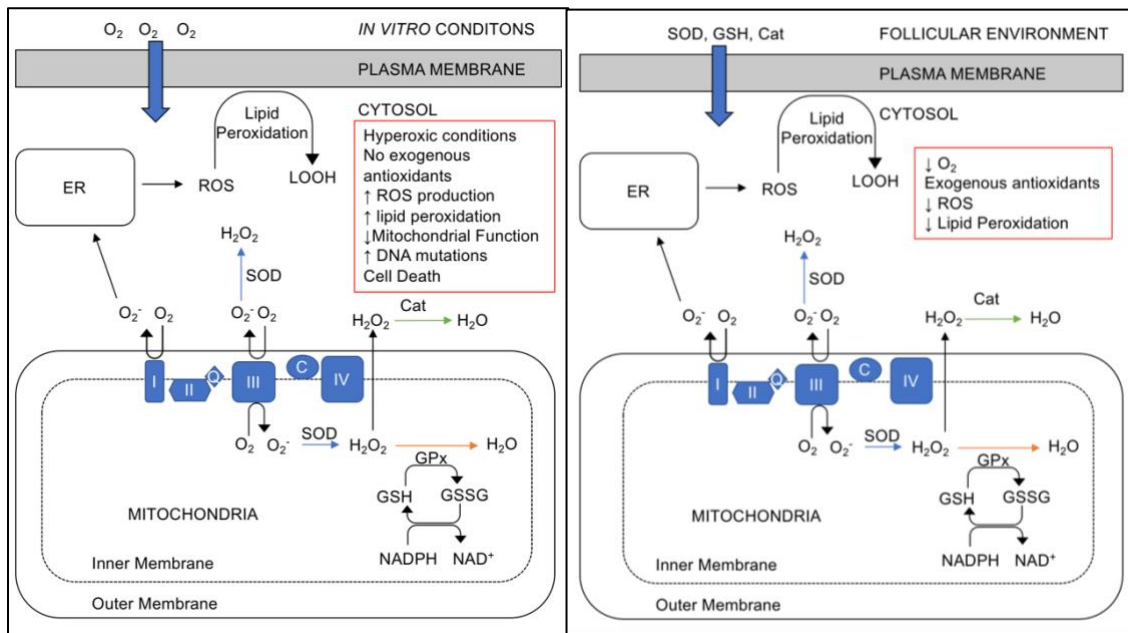 O₂ O₂ O₂
IN VITRO CONDITONS
PLASMA MEMBRANE
CYTOSOL
Lipid
Peroxidation
ER
ROS
LOOH
Hyperoxic conditions
No exogenous
antioxidants
↑ ROS production
↑ lipid peroxidation
↓Mitochondrial Function
↑ DNA mutations
Cell Death
H₂O₂
SOD
O₂⁻ O₂
O₂⁻ O₂
Cat
H₂O₂
H₂O
I
II
Q
III
C
IV
O₂ O₂⁻
SOD
H₂O₂
H₂O
GPx
GSH
GSSG
NADPH
NAD⁺
MITOCHONDRIA
Inner Membrane
Outer Membrane
SOD, GSH, Cat
FOLLICULAR ENVIRONMENT
PLASMA MEMBRANE
CYTOSOL
Lipid
Peroxidation
ER
ROS
LOOH
↓ O₂
Exogenous antioxidants
↓ ROS
↓ Lipid Peroxidation
H₂O₂
SOD
O₂⁻ O₂
O₂⁻ O₂
Cat
H₂O₂
H₂O
I
II
Q
III
C
IV
O₂ O₂⁻
SOD
H₂O₂
H₂O
GPx
GSH
GSSG
NADPH
NAD⁺
MITOCHONDRIA
Inner Membrane
Outer Membrane